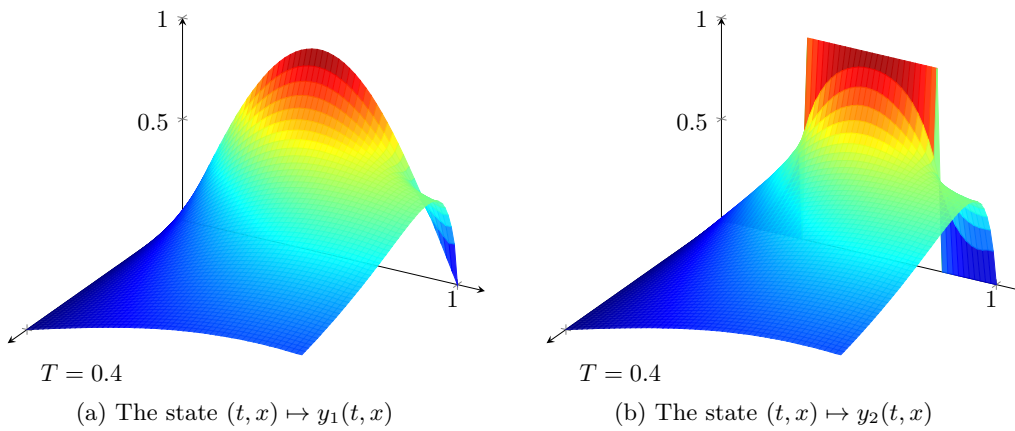 1
0.5
1
T = 0.4
(a) The state (t, x) ↦ y₁(t, x)
1
0.5
1
T = 0.4
(b) The state (t, x) ↦ y₂(t, x)